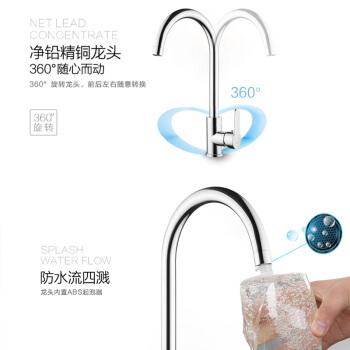 NET LEAD
CONCENTRATE
净铅精铜龙头
360°随心而动
360° 旋转龙头，前后左右随意转换
360°
旋转
360°
SPLASH
WATER FLOW
防水流四溅
龙头内置ABS起泡器